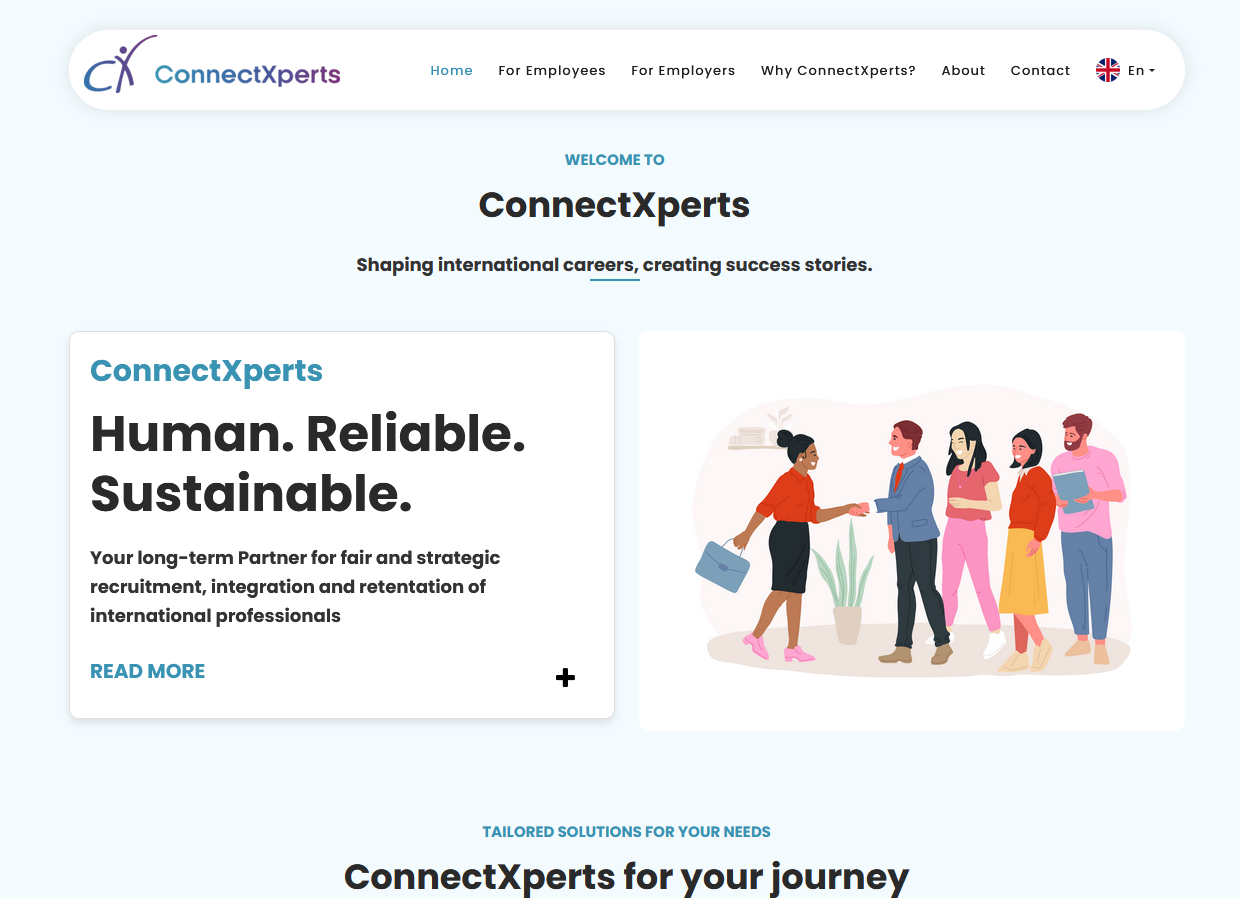 ConnectXperts
Home For Employees For Employers Why ConnectXperts? About Contact En
WELCOME TO
ConnectXperts
Shaping international careers, creating success stories.
ConnectXperts
Human. Reliable.
Sustainable.
Your long-term Partner for fair and strategic
recruitment, integration and retentation of
international professionals
READ MORE
TAILORED SOLUTIONS FOR YOUR NEEDS
ConnectXperts for your journey